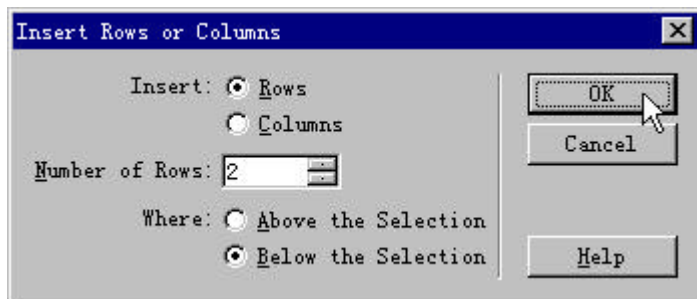 Insert Rows or Columns
Insert: Rows
Columns
Number of Rows: 2
Where: Above the Selection
Below the Selection
OK
Cancel
Help